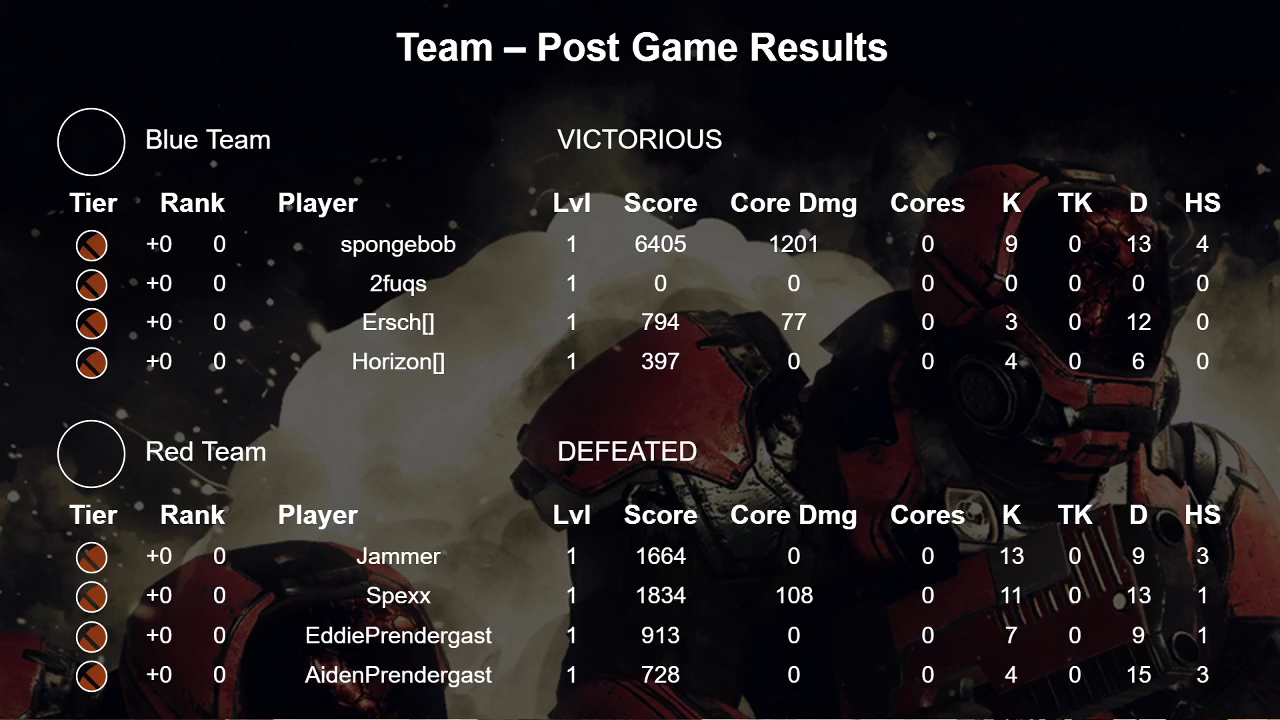 Team – Post Game Results
Blue Team VICTORIOUS
Tier Rank Player Lvl Score Core Dmg Cores K TK D HS
+0 0 spongebob 1 6405 1201 0 9 0 13 4
+0 0 2fuqs 1 0 0 0 0 0 0 0
+0 0 Ersch[] 1 794 77 0 3 0 12 0
+0 0 Horizon[] 1 397 0 0 4 0 6 0
Red Team DEFEATED
Tier Rank Player Lvl Score Core Dmg Cores K TK D HS
+0 0 Jammer 1 1664 0 0 13 0 9 3
+0 0 Spexx 1 1834 108 0 11 0 13 1
+0 0 EddiePrendergast 1 913 0 0 7 0 9 1
+0 0 AidenPrendergast 1 728 0 0 4 0 15 3